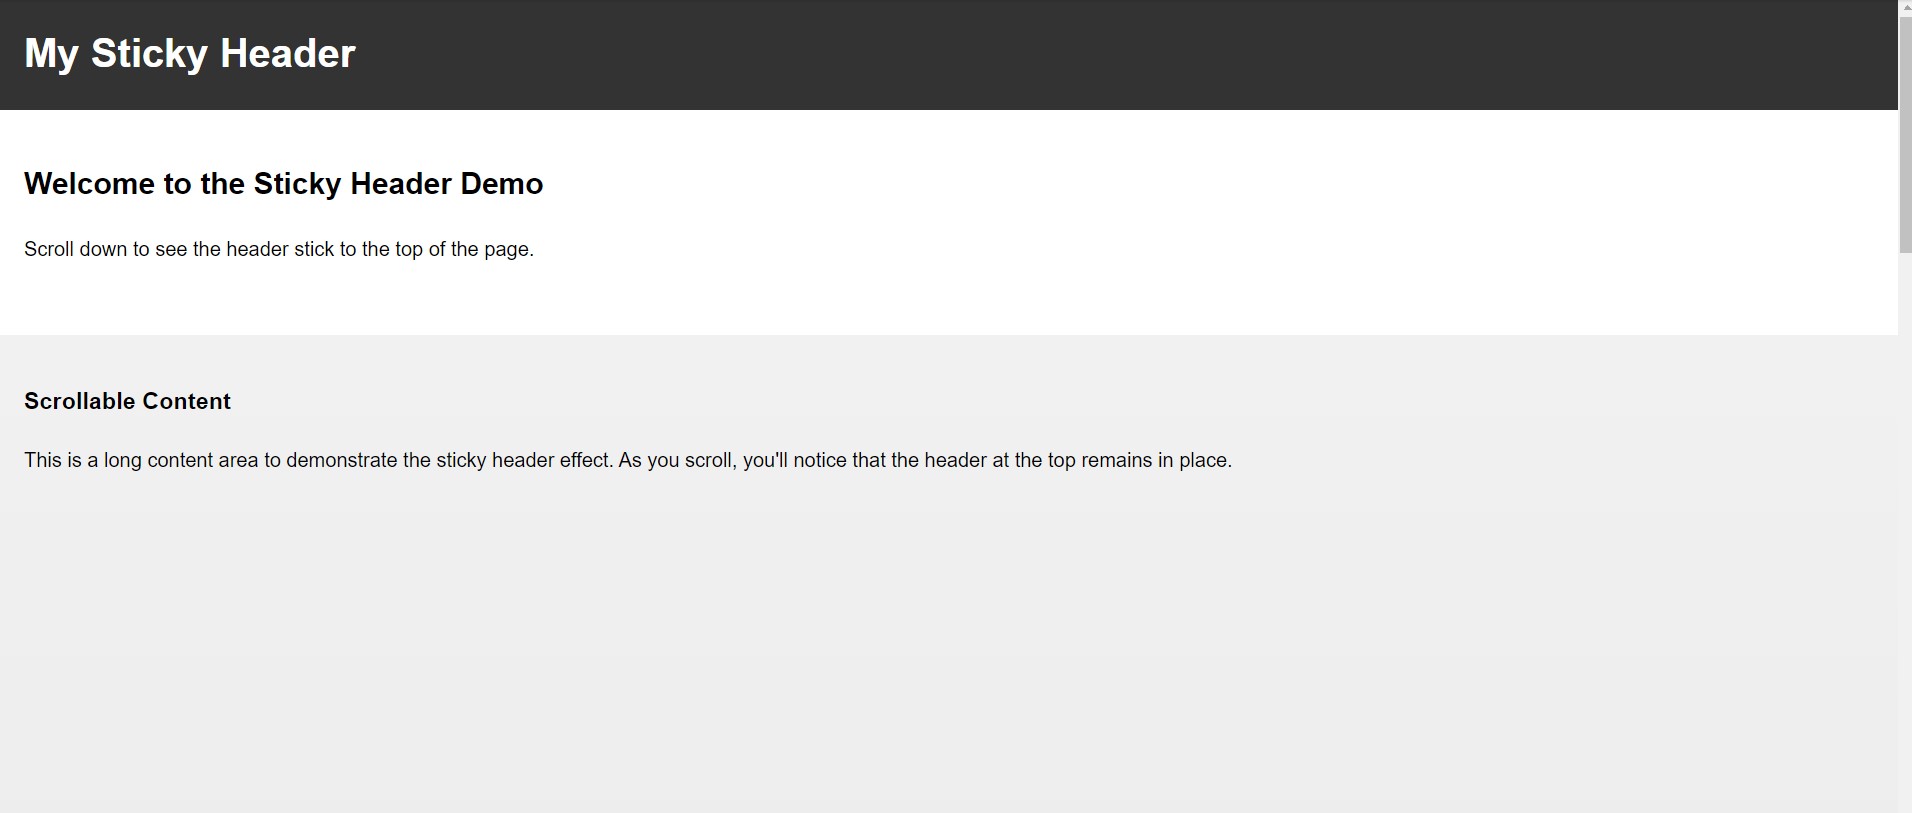 My Sticky Header
Welcome to the Sticky Header Demo
Scroll down to see the header stick to the top of the page.
Scrollable Content
This is a long content area to demonstrate the sticky header effect. As you scroll, you'll notice that the header at the top remains in place.